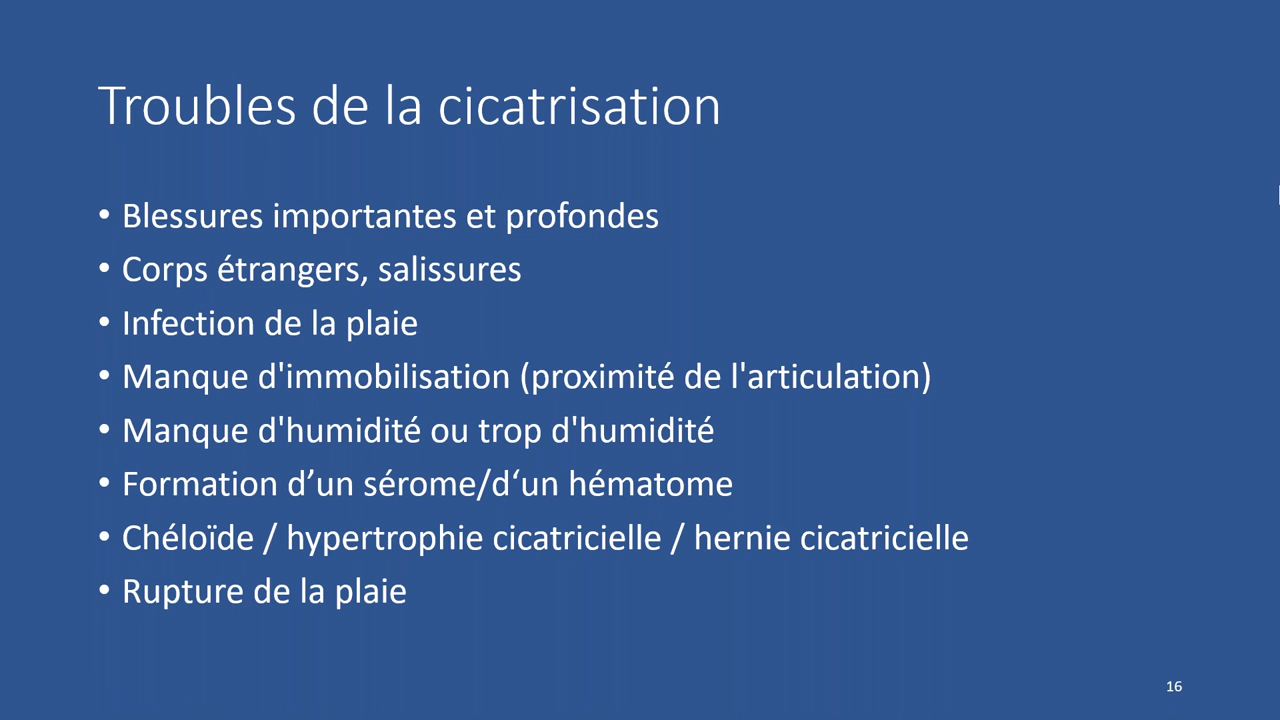 Troubles de la cicatrisation
• Blessures importantes et profondes
• Corps étrangers, salissures
• Infection de la plaie
• Manque d'immobilisation (proximité de l'articulation)
• Manque d'humidité ou trop d'humidité
• Formation d’un sérome/d‘un hématome
• Chéloïde / hypertrophie cicatricielle / hernie cicatricielle
• Rupture de la plaie
16